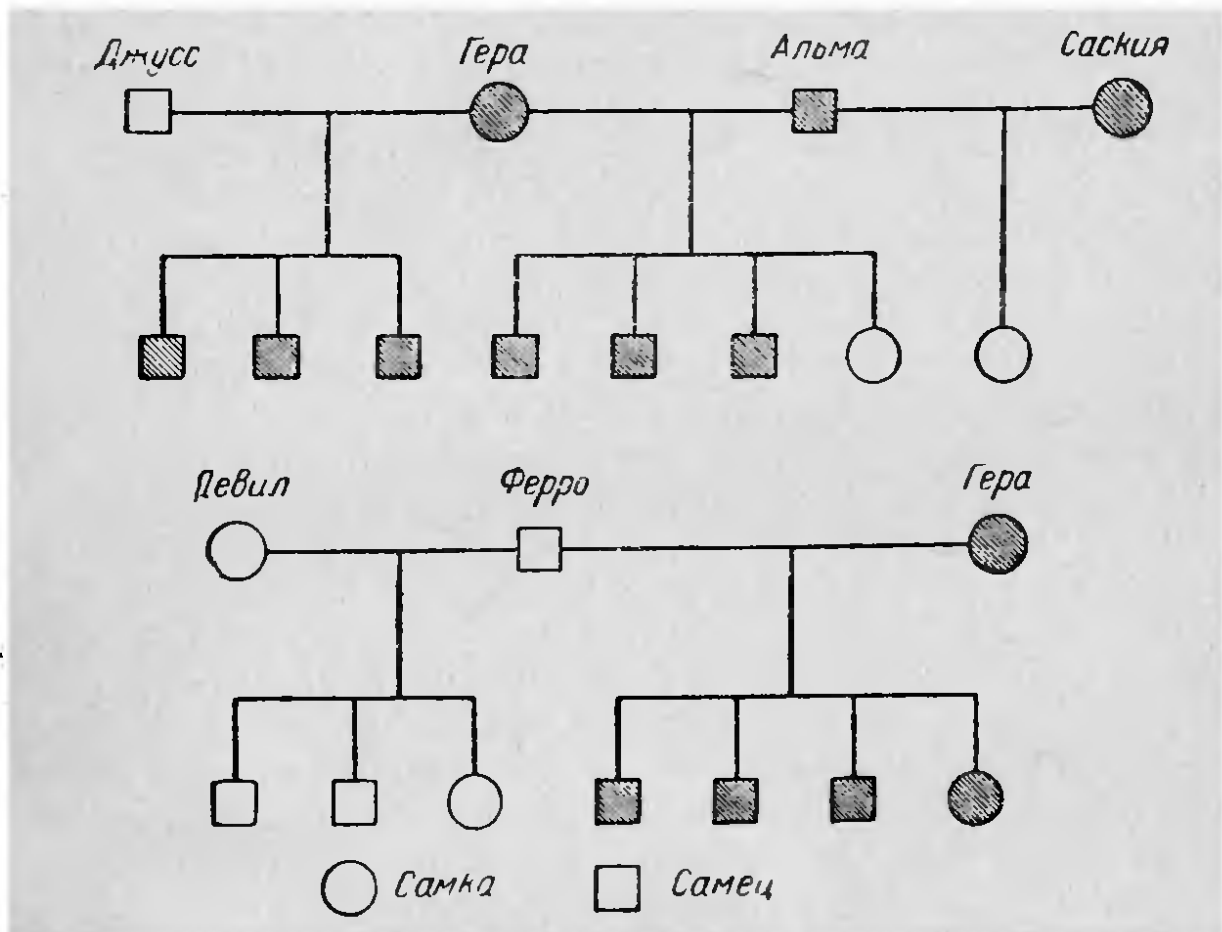 Джусс
Гера
Альма
Саския
Девил
Ферро
Гера
Самка
Самец